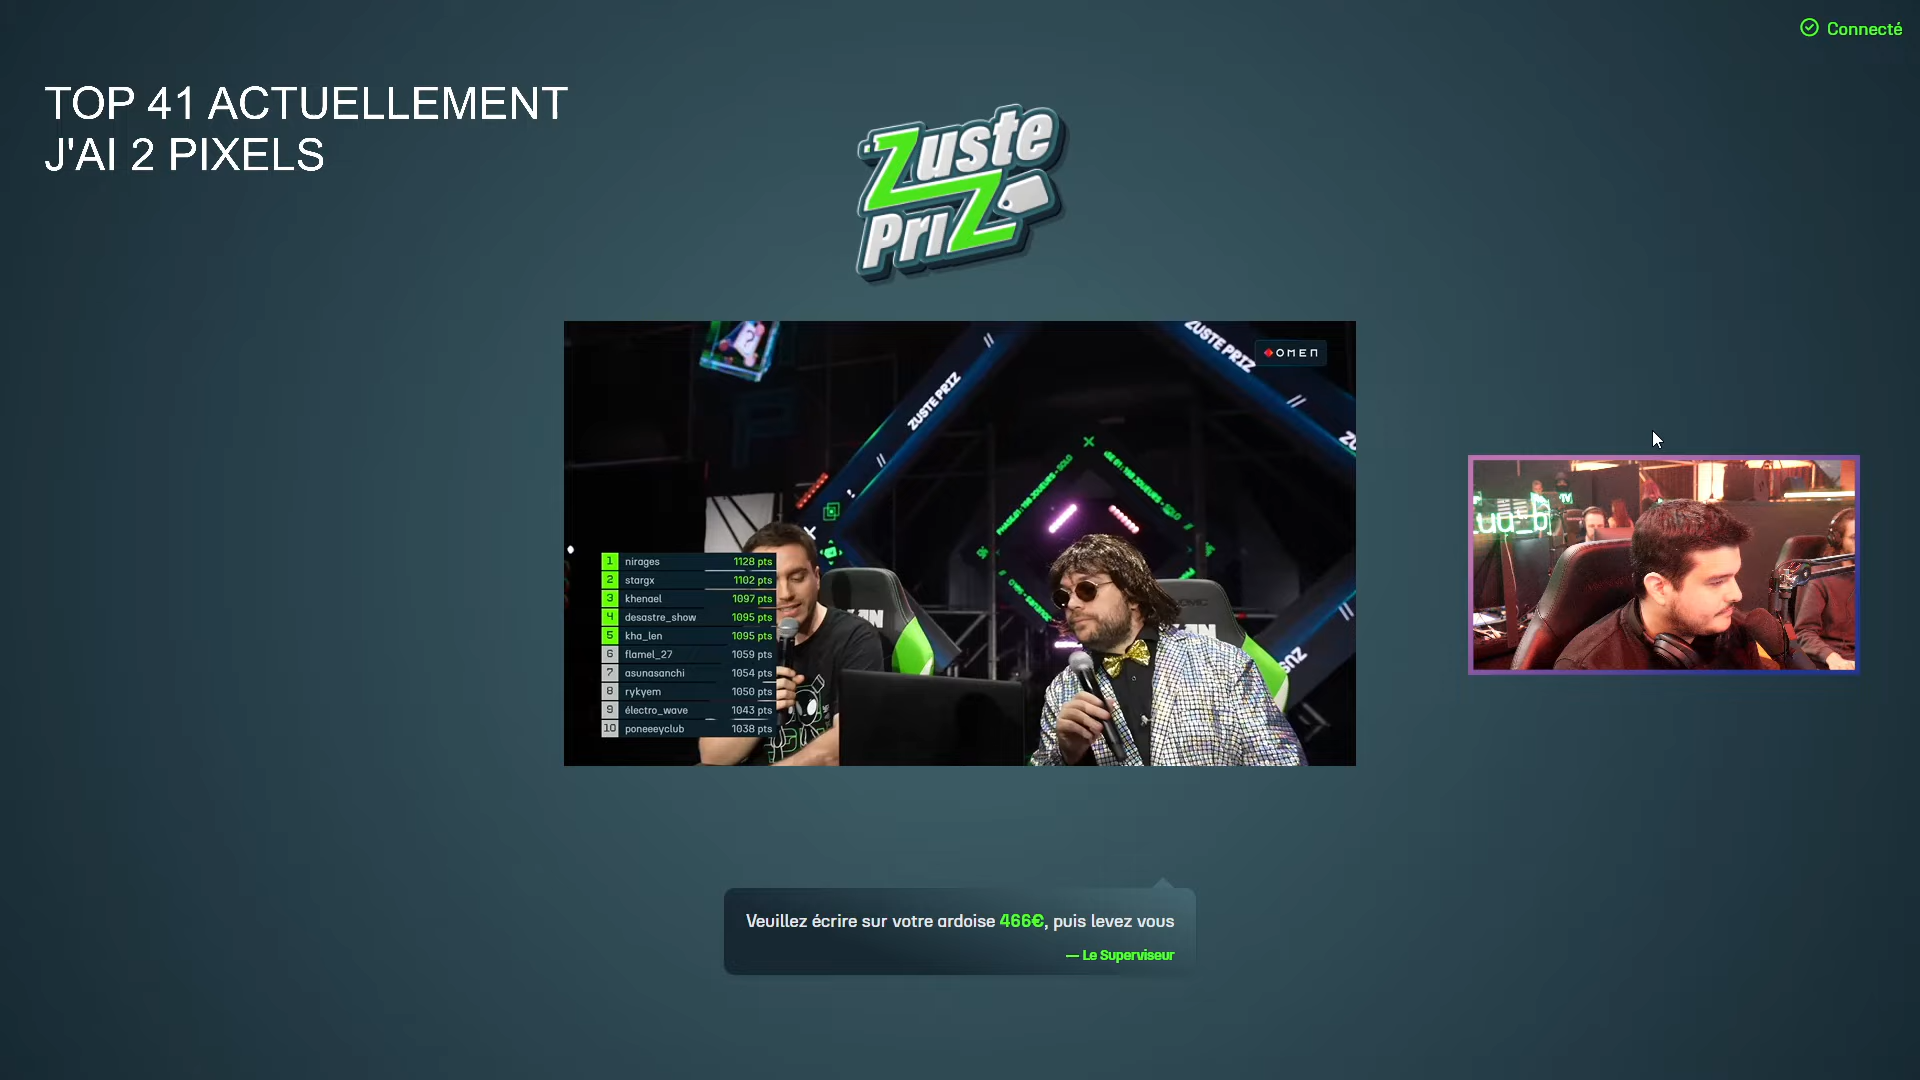 Connecté
TOP 41 ACTUELLEMENT
J'AI 2 PIXELS
Zuste
PriZ
OMEN
ZUSTE PRIZ
ZUSTE PRIZ
1 nirages 1128 pts
2 stargx 1102 pts
3 khenael 1097 pts
4 desastre_show 1095 pts
5 kha_len 1095 pts
6 flamel_27 1059 pts
7 asunasanchi 1054 pts
8 rykyem 1050 pts
9 électro_wave 1043 pts
10 poneeeyclub 1038 pts
Veuillez écrire sur votre ardoise 466€, puis levez vous
— Le Superviseur